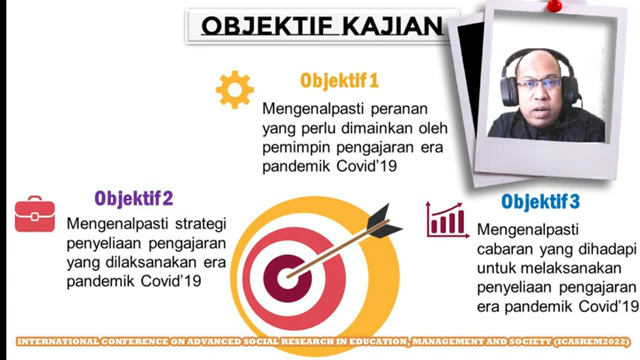 OBJEKTIF KAJIAN
Objektif 1
Mengenalpasti peranan
yang perlu dimainkan oleh
pemimpin pengajaran era
pandemik Covid'19
Objektif 2
Mengenalpasti strategi
penyeliaan pengajaran
yang dilaksanakan era
pandemik Covid'19
Objektif 3
Mengenalpasti
cabaran yang dihadapi
untuk melaksanakan
penyeliaan pengajaran
era pandemik Covid'19
INTERNATIONAL CONFERENCE ON ADVANCED SOCIAL RESEARCH IN EDUCATION, MANAGEMENT AND SOCIETY (ICASREM2022)